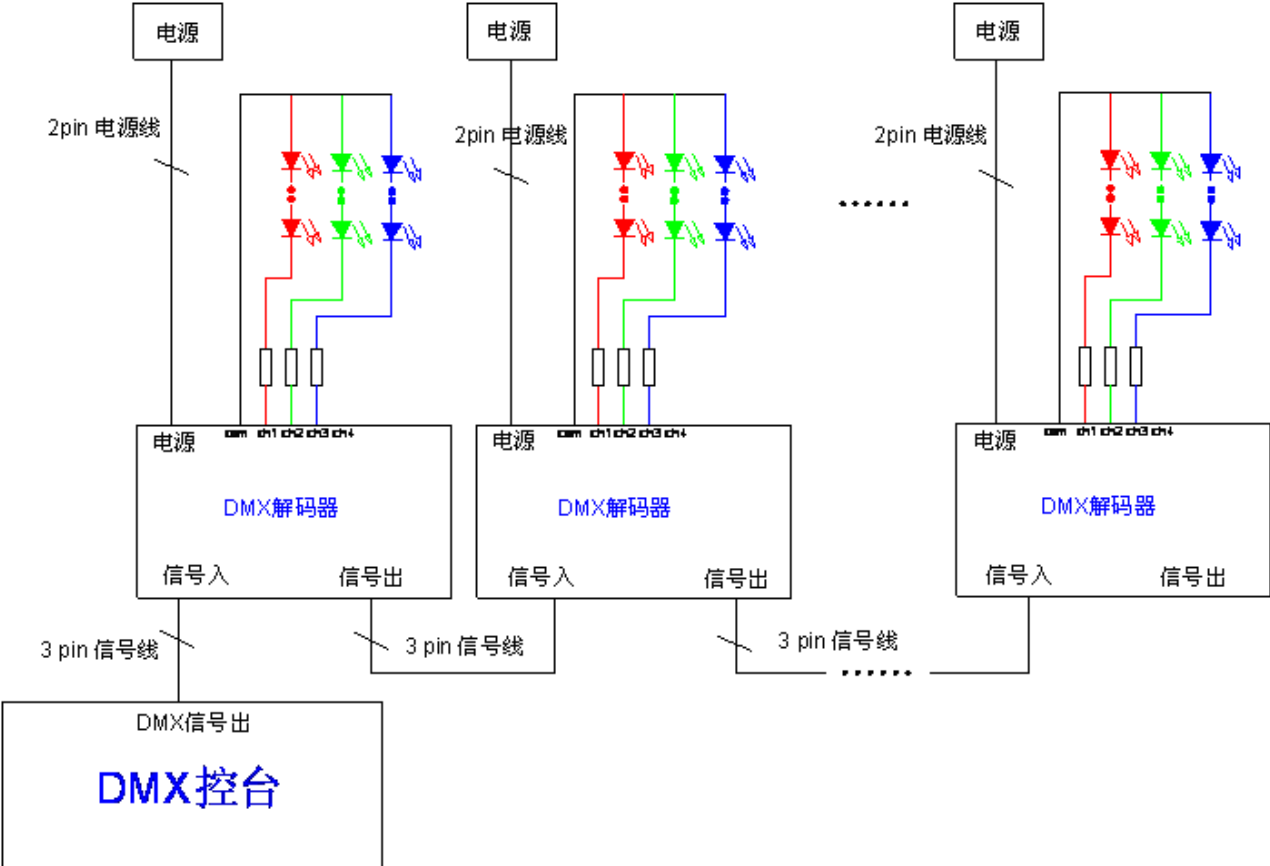 电源
电源
电源
2pin 电源线
2pin 电源线
2pin 电源线
电源
com ch1 ch2 ch3 ch4
电源
com ch1 ch2 ch3 ch4
电源
com ch1 ch2 ch3 ch4
DMX解码器
DMX解码器
DMX解码器
信号入
信号出
信号入
信号出
信号入
信号出
3 pin 信号线
3 pin 信号线
3 pin 信号线
DMX信号出
DMX控台